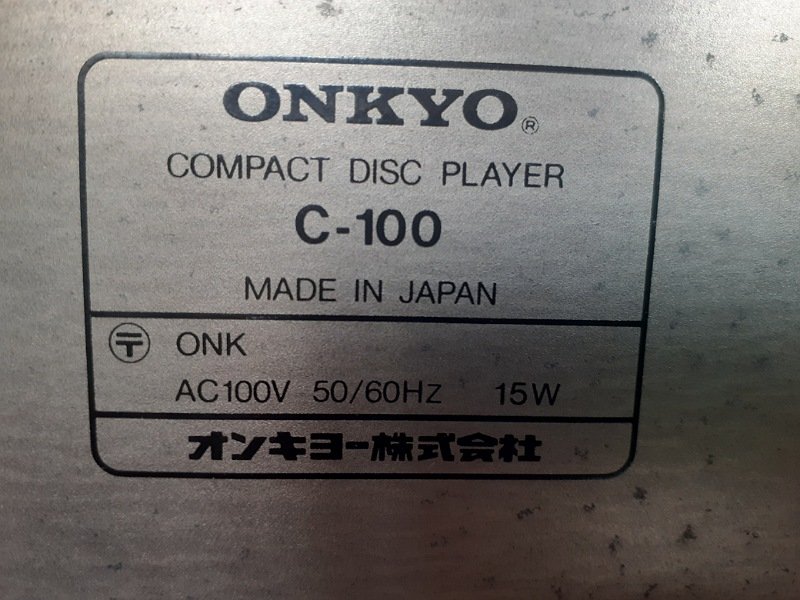 ONKYO®
COMPACT DISC PLAYER
C-100
MADE IN JAPAN
〒 ONK
AC100V 50/60Hz 15W
オンキヨー株式会社